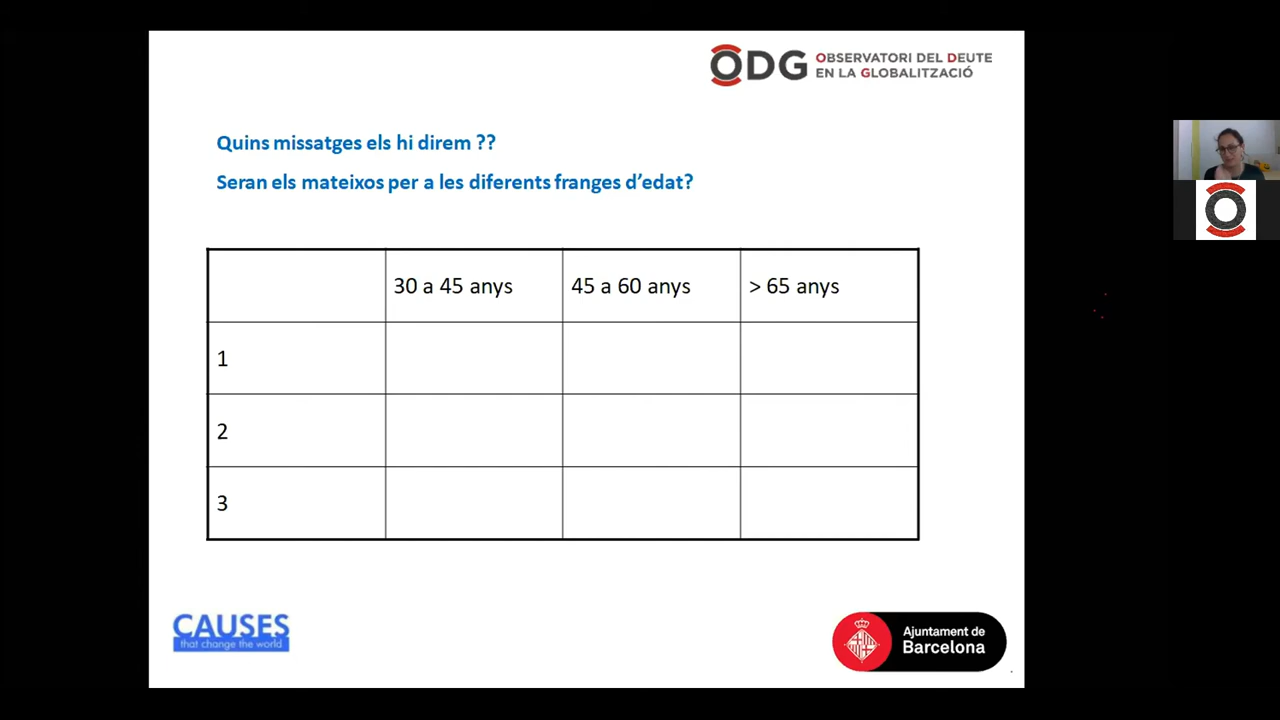 ODG
OBSERVATORI DEL DEUTE
EN LA GLOBALITZACIÓ
Quins missatges els hi direm ??
Seran els mateixos per a les diferents franges d'edat?
30 a 45 anys
45 a 60 anys
> 65 anys
1
2
3
CAUSES
that change the world
Ajuntament de
Barcelona